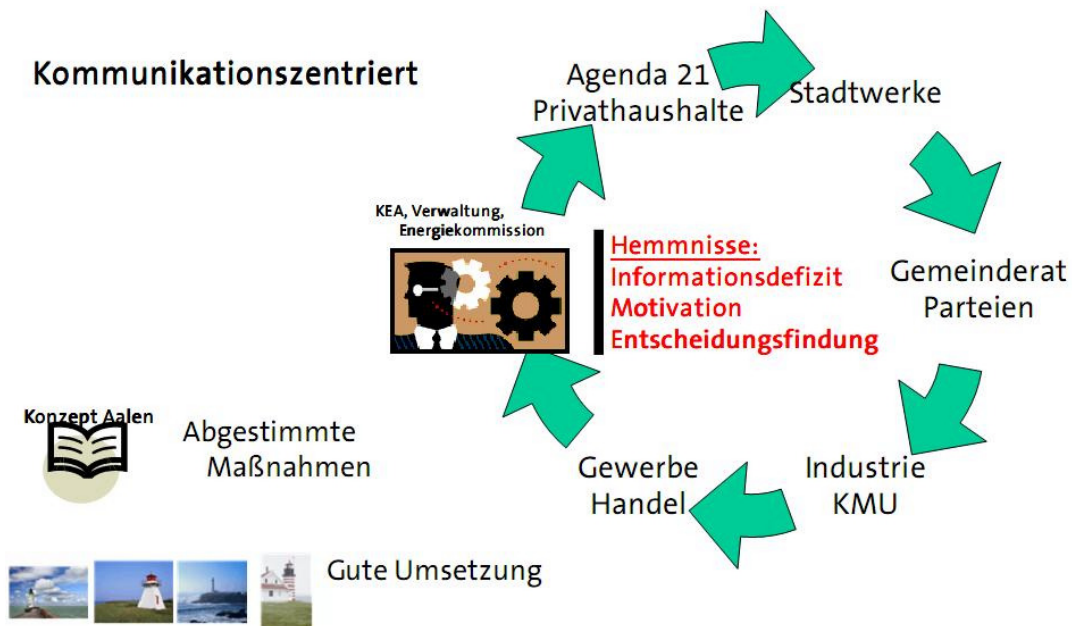 Kommunikationszentriert
Agenda 21
Privathaushalte
Stadtwerke
KEA, Verwaltung,
Energiekommission
Hemmnisse:
Informationsdefizit
Motivation
Entscheidungsfindung
Gemeinderat
Parteien
Konzept Aalen
Abgestimmte
Maßnahmen
Gewerbe
Handel
Industrie
KMU
Gute Umsetzung